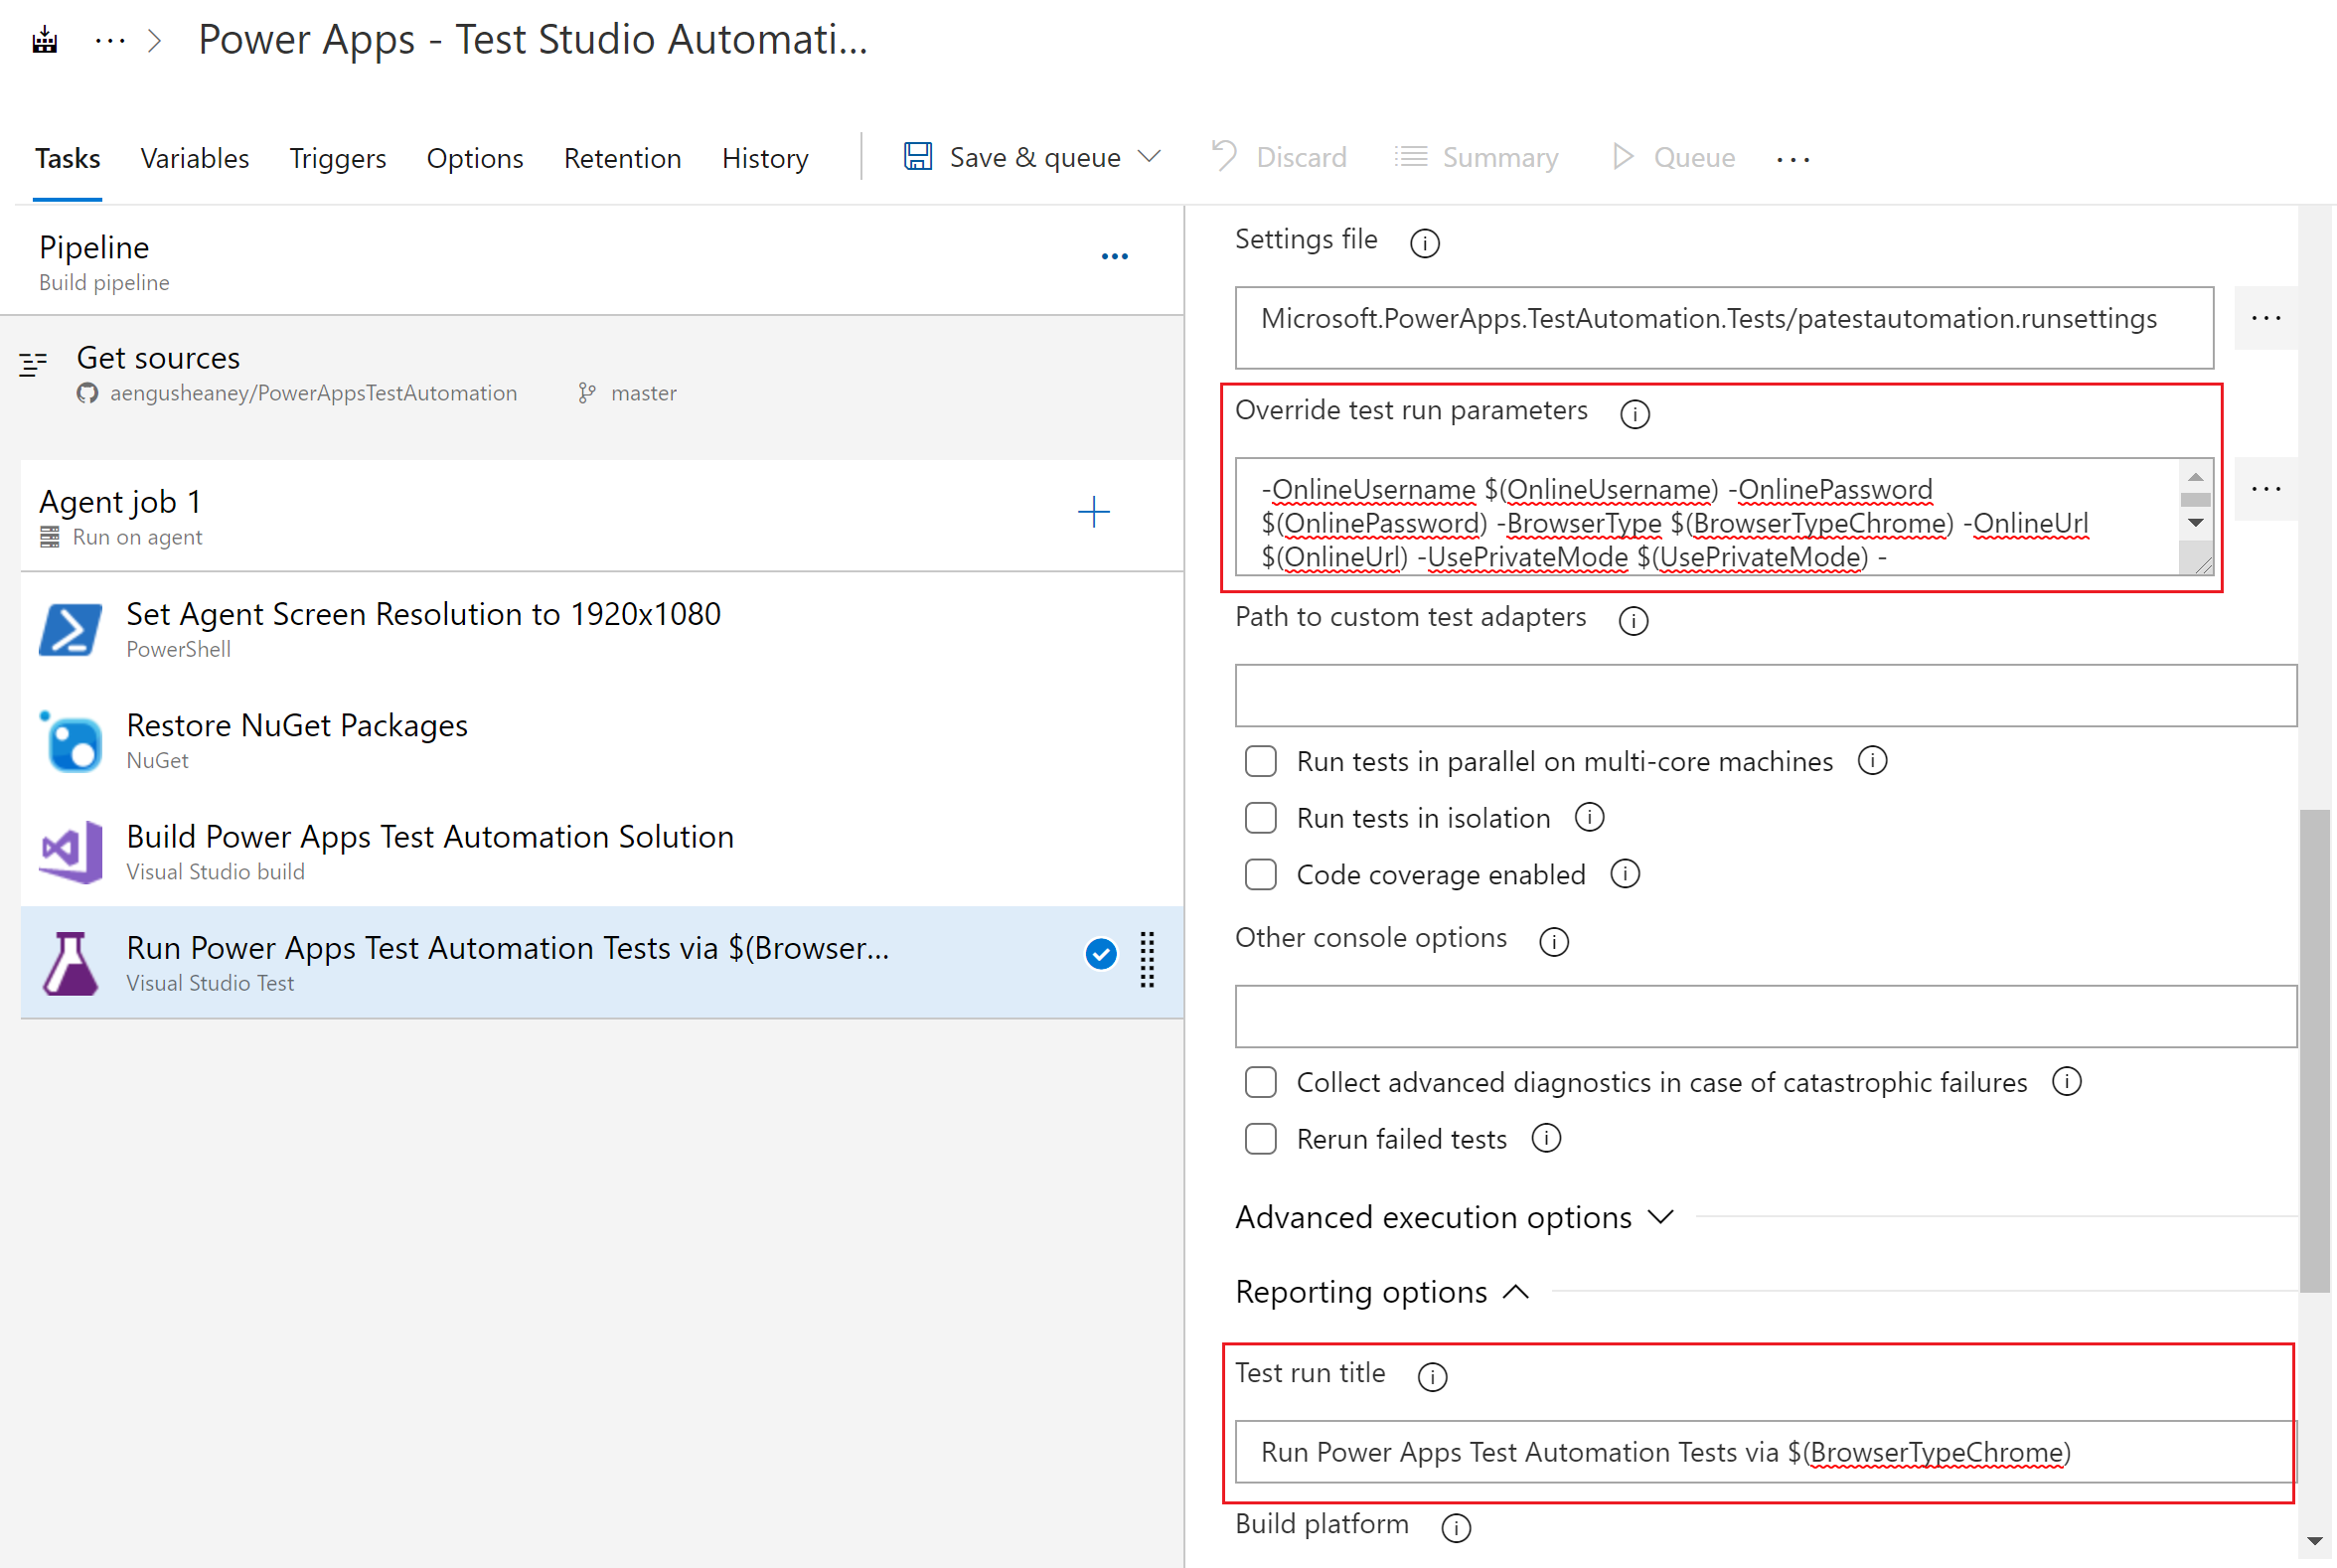 Power Apps - Test Studio Automati...
Tasks
Variables
Triggers
Options
Retention
History
Save & queue
Discard
Summary
Queue
Pipeline
Build pipeline
Get sources
aengusheaney/PowerAppsTestAutomation
master
Agent job 1
Run on agent
Set Agent Screen Resolution to 1920x1080
PowerShell
Restore NuGet Packages
NuGet
Build Power Apps Test Automation Solution
Visual Studio build
Run Power Apps Test Automation Tests via $(Browser...
Visual Studio Test
Settings file
Microsoft.PowerApps.TestAutomation.Tests/patestautomation.runsettings
Override test run parameters
-OnlineUsername $(OnlineUsername) -OnlinePassword
$(OnlinePassword) -BrowserType $(BrowserTypeChrome) -OnlineUrl
$(OnlineUrl) -UsePrivateMode $(UsePrivateMode) -
Path to custom test adapters
Run tests in parallel on multi-core machines
Run tests in isolation
Code coverage enabled
Other console options
Collect advanced diagnostics in case of catastrophic failures
Rerun failed tests
Advanced execution options
Reporting options
Test run title
Run Power Apps Test Automation Tests via $(BrowserTypeChrome)
Build platform